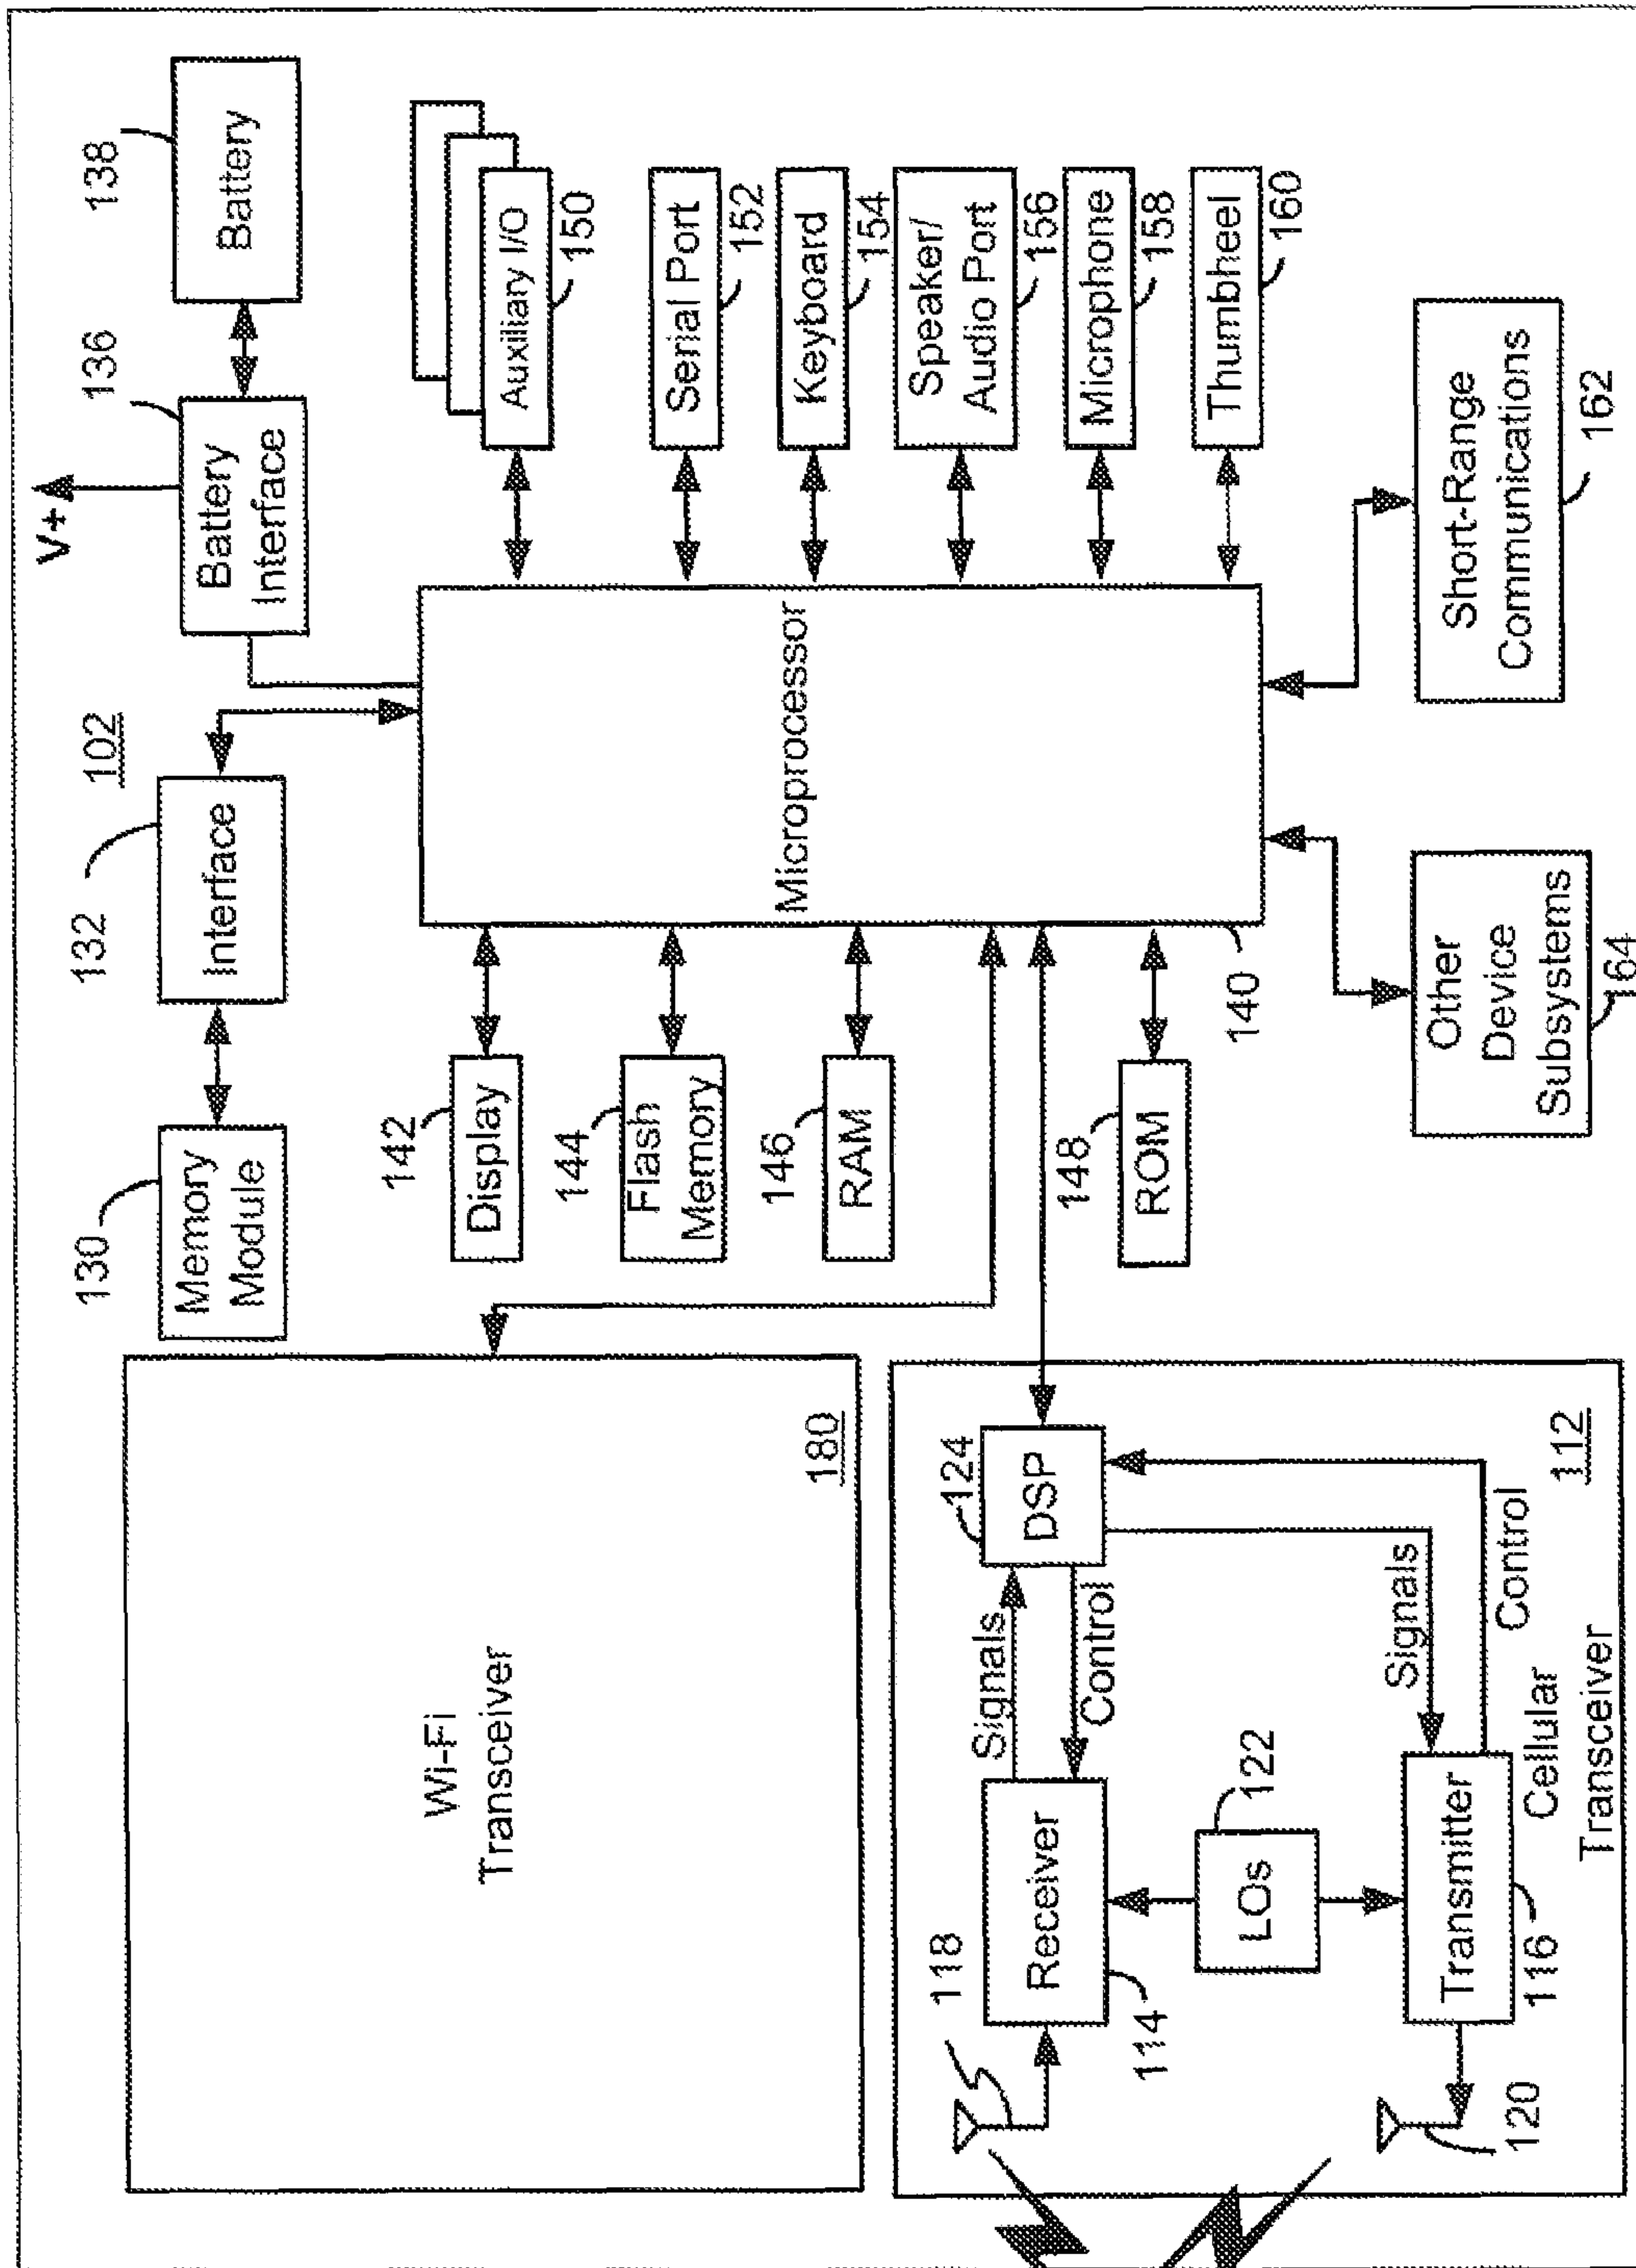 130
Memory
Module
132
Interface
102
V+
136
Battery
Interface
138
Battery
Wi-Fi
Transceiver
180
142
Display
144
Flash
Memory
146
RAM
148
ROM
Microprocessor
140
Auxiliary I/O
150
Serial Port
152
Keyboard
154
Speaker/
Audio Port
156
Microphone
158
Thumbheel
160
118
Receiver
114
Signals
Control
124
DSP
LOs
122
Signals
Control
Transmitter
116
120
Cellular
Transceiver
112
Other
Device
Subsystems
164
Short-Range
Communications
162